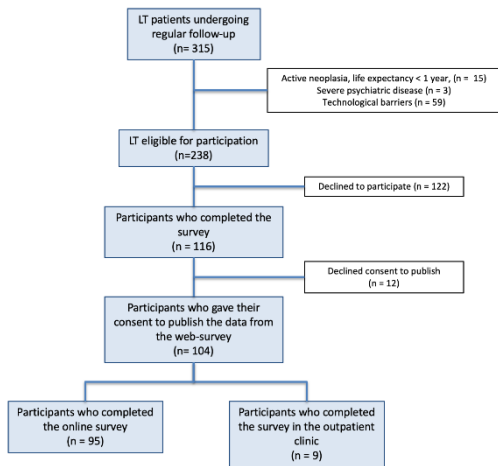 LT patients undergoing
regular follow-up
(n= 315)
Active neoplasia, life expectancy < 1 year, (n = 15)
Severe psychiatric disease (n = 3)
Technological barriers (n = 59)
LT eligible for participation
(n=238)
Declined to participate (n = 122)
Participants who completed the
survey
(n = 116)
Declined consent to publish
(n = 12)
Participants who gave their
consent to publish the data from
the web-survey
(n= 104)
Participants who completed
the online survey
(n = 95)
Participants who completed
the survey in the outpatient
clinic
(n = 9)